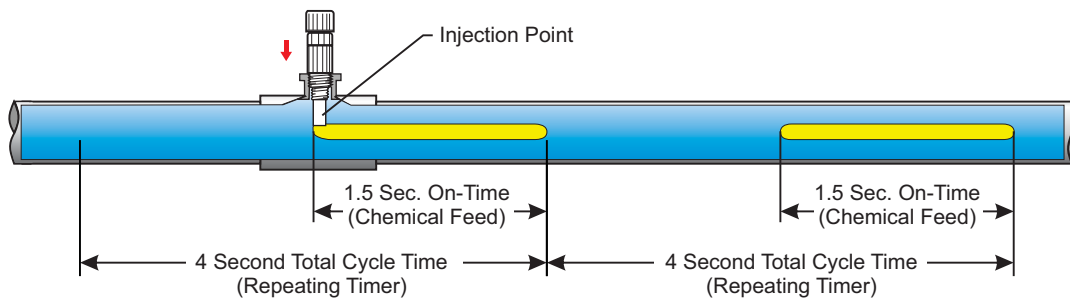 Injection Point
1.5 Sec. On-Time
(Chemical Feed)
1.5 Sec. On-Time
(Chemical Feed)
4 Second Total Cycle Time
(Repeating Timer)
4 Second Total Cycle Time
(Repeating Timer)